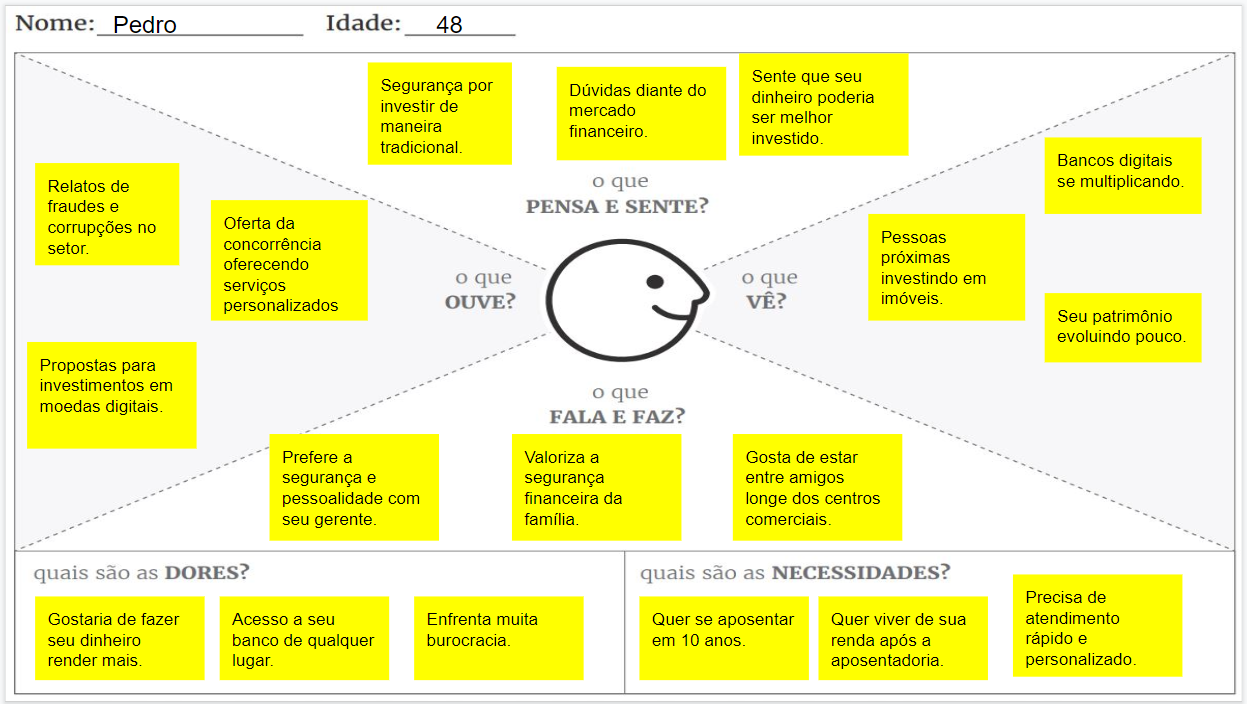 Nome: Pedro Idade: 48
Segurança por
investir de
maneira
tradicional.
Dúvidas diante do
mercado
financeiro.
Sente que seu
dinheiro poderia
ser melhor
investido.
o que
PENSA E SENTE?
Relatos de
fraudes e
corrupções no
setor.
Oferta da
concorrência
oferecendo
serviços
personalizados
Propostas para
investimentos em
moedas digitais.
o que
OUVE?
o que
VÊ?
Bancos digitais
se multiplicando.
Pessoas
próximas
investindo em
imóveis.
Seu patrimônio
evoluindo pouco.
o que
FALA E FAZ?
Prefere a
segurança e
pessoalidade com
seu gerente.
Valoriza a
segurança
financeira da
família.
Gosta de estar
entre amigos
longe dos centros
comerciais.
quais são as DORES?
Gostaria de fazer
seu dinheiro
render mais.
Acesso a seu
banco de qualquer
lugar.
Enfrenta muita
burocracia.
quais são as NECESSIDADES?
Quer se aposentar
em 10 anos.
Quer viver de sua
renda após a
aposentadoria.
Precisa de
atendimento
rápido e
personalizado.